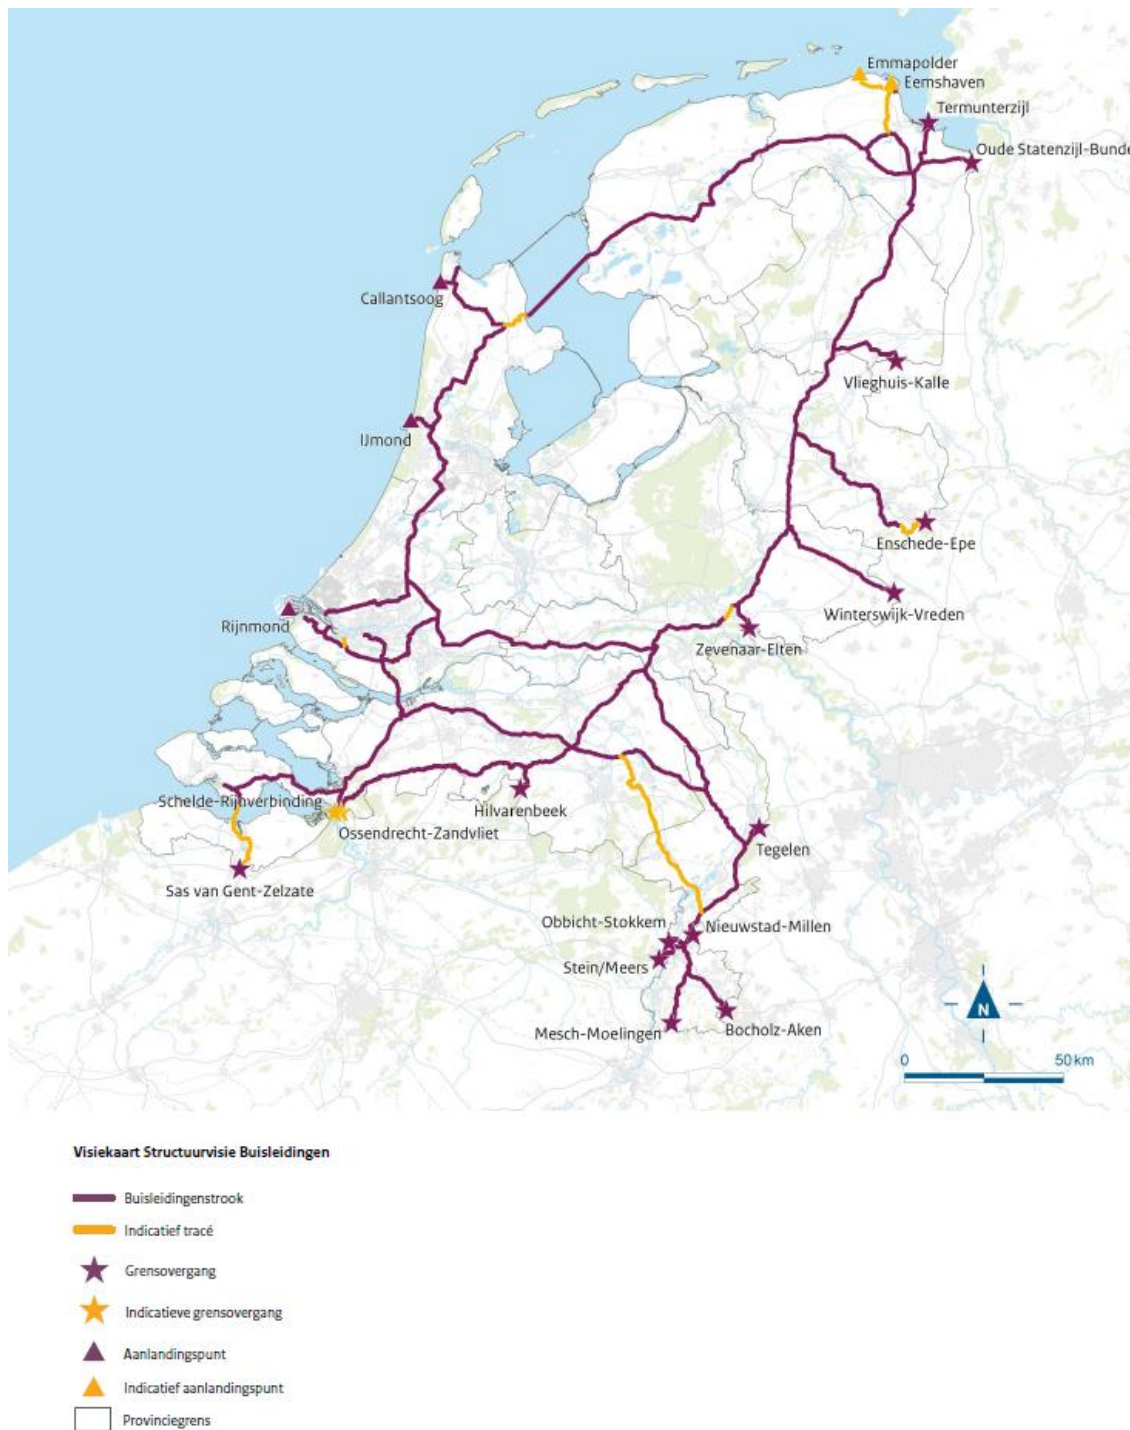 Emmapolder
Eemshaven
Termunterzijl
Oude Statenzijl-Bunde
Callantsoog
Vlieghuis-Kalle
IJmond
Enschede-Epe
Winterswijk-Vreden
Rijnmond
Zevenaar-Elten
Schelde-Rijnverbinding
Hilvarenbeek
Ossendrecht-Zandvliet
Tegelen
Sas van Gent-Zelzate
Obbicht-Stokkem
Nieuwstad-Millen
Stein/Meers
Mesch-Moelingen
Bocholz-Aken
N
0 50 km
Visiekaart Structuurvisie Buisleidingen
Buisleidingenstrook
Indicatief tracé
Grensovergang
Indicatieve grensovergang
Aanlandingspunt
Indicatief aanlandingspunt
Provinciegrens